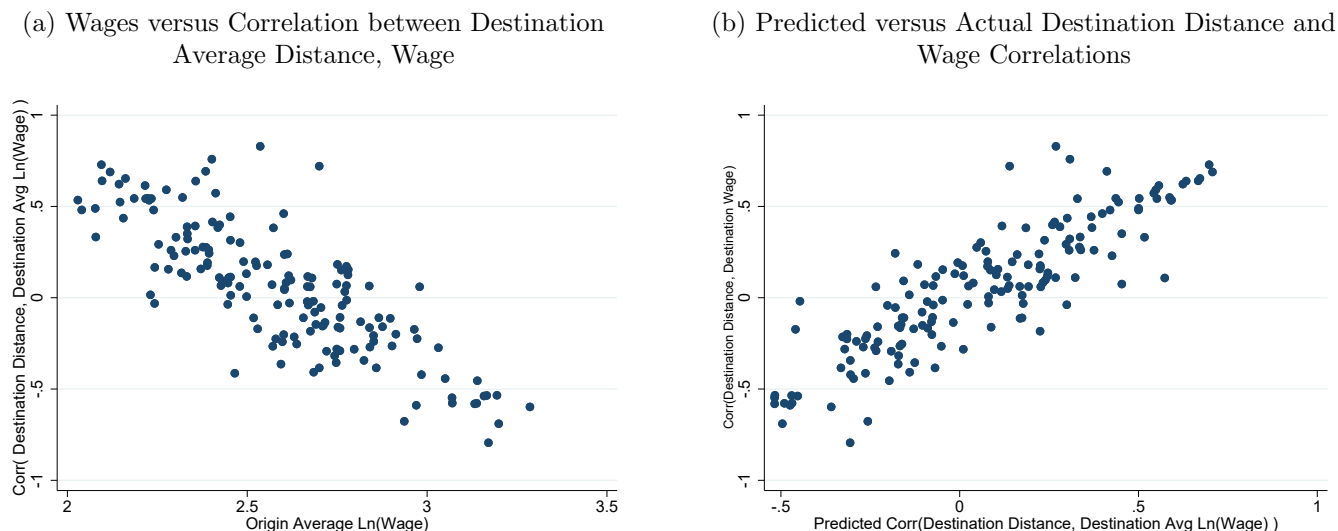 (a) Wages versus Correlation between Destination
Average Distance, Wage
Corr( Destination Distance, Destination Avg Ln(Wage) )
1
.5
0
-.5
-1
2
2.5
3
3.5
Origin Average Ln(Wage)
(b) Predicted versus Actual Destination Distance and
Wage Correlations
Corr(Destination Distance, Destination Wage)
1
.5
0
-.5
-1
-.5
0
.5
1
Predicted Corr(Destination Distance, Destination Avg Ln(Wage) )